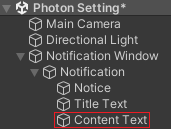 Photon Setting*
Main Camera
Directional Light
Notification Window
Notification
Notice
Title Text
Content Text